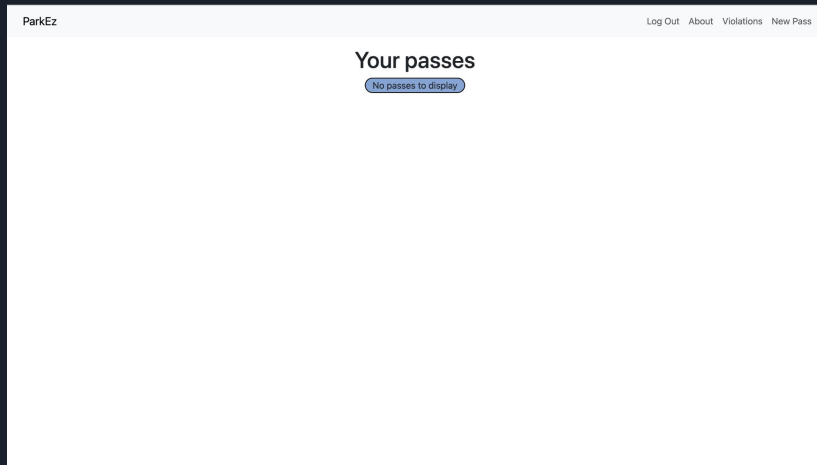 ParkEz Log Out About Violations New Pass
Your passes
No passes to display